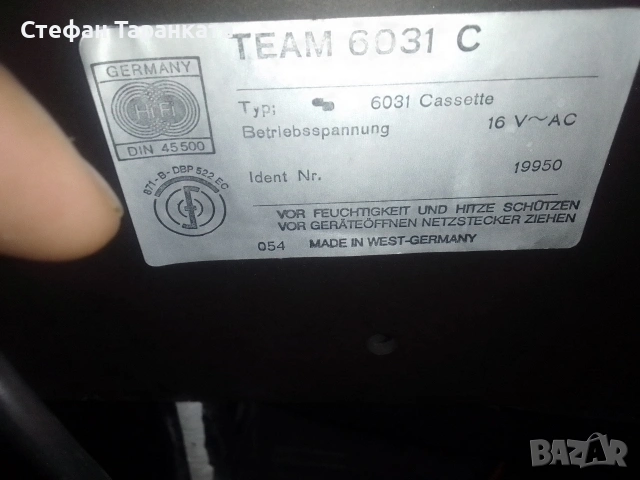 Стефан Таранка
TEAM 6031 C
GERMANY
HiFi
DIN 45500
Typ: 6031 Cassette
Betriebsspannung 16 V～AC
Ident Nr. 19950
871-B-DBP 522 EC
VOR FEUCHTIGKEIT UND HITZE SCHÜTZEN
VOR GERÄTEÖFFNEN NETZSTECKER ZIEHEN
054 MADE IN WEST-GERMANY
BAZAR